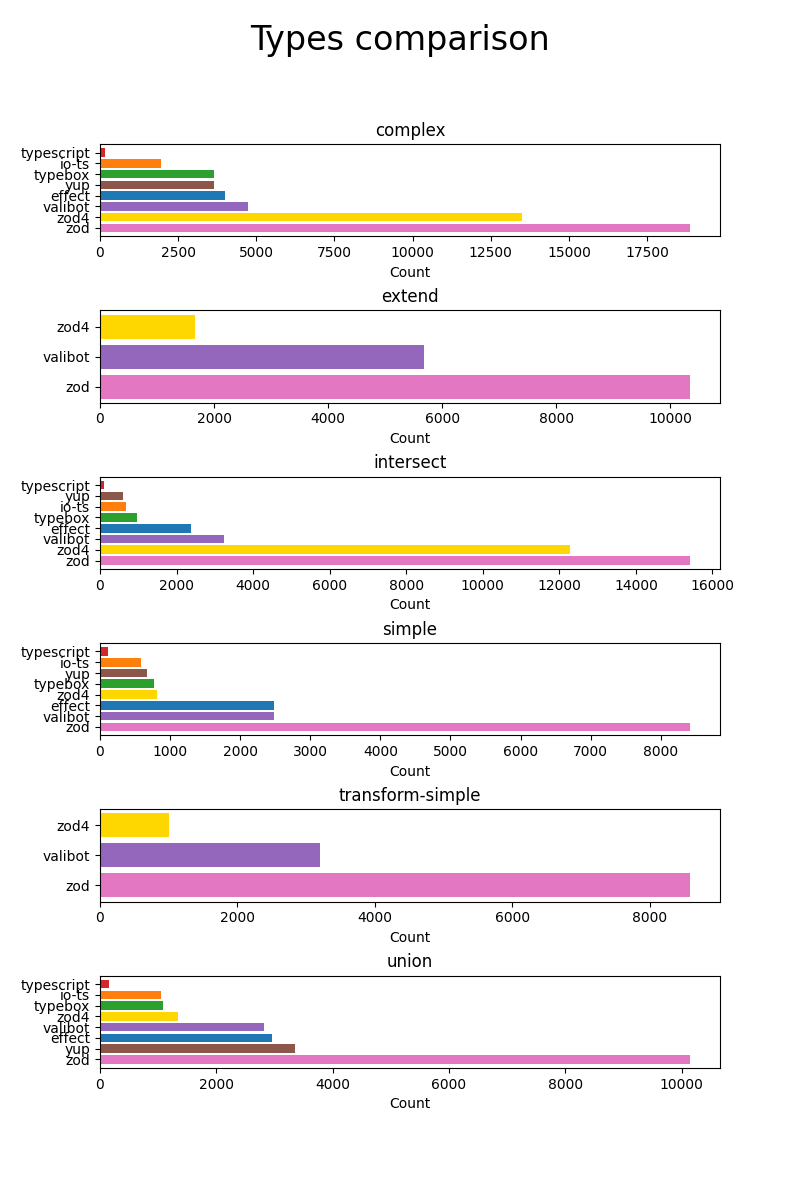 Types comparison
complex
typescript
io-ts
typebox
yup
effect
valibot
zod4
zod
0 2500 5000 7500 10000 12500 15000 17500
Count
extend
zod4
valibot
zod
0 2000 4000 6000 8000 10000
Count
intersect
typescript
yup
io-ts
typebox
effect
valibot
zod4
zod
0 2000 4000 6000 8000 10000 12000 14000 16000
Count
simple
typescript
io-ts
yup
typebox
zod4
effect
valibot
zod
0 1000 2000 3000 4000 5000 6000 7000 8000
Count
transform-simple
zod4
valibot
zod
0 2000 4000 6000 8000
Count
union
typescript
io-ts
typebox
zod4
valibot
effect
yup
zod
0 2000 4000 6000 8000 10000
Count